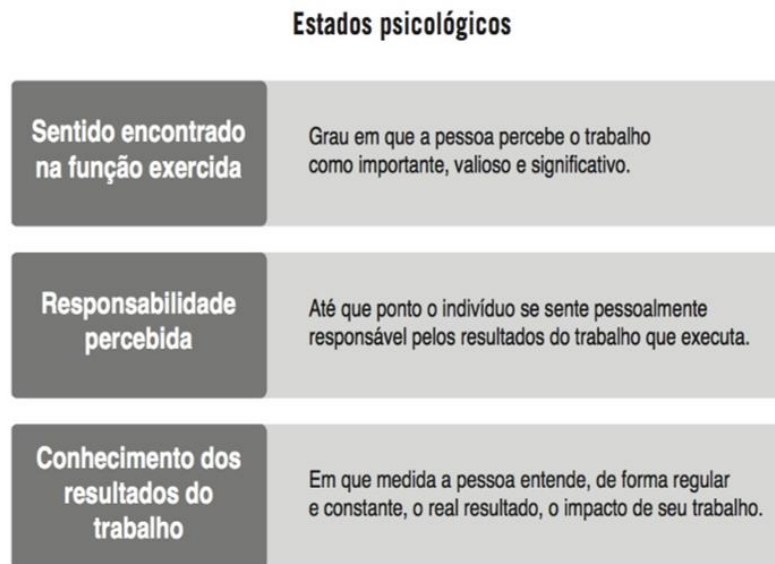 Estados psicológicos
Sentido encontrado
na função exercida
Grau em que a pessoa percebe o trabalho
como importante, valioso e significativo.
Responsabilidade
percebida
Até que ponto o indivíduo se sente pessoalmente
responsável pelos resultados do trabalho que executa.
Conhecimento dos
resultados do
trabalho
Em que medida a pessoa entende, de forma regular
e constante, o real resultado, o impacto de seu trabalho.